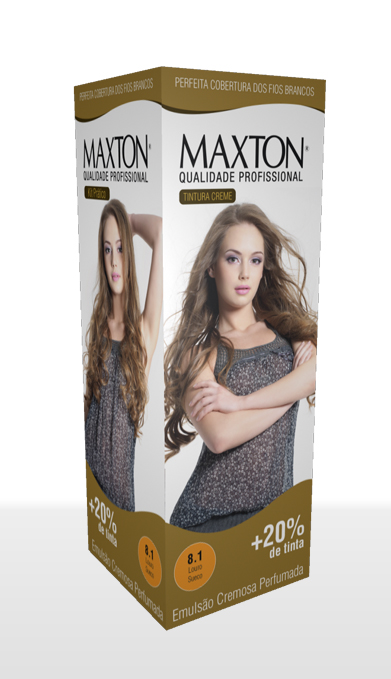 PERFEITA COBERTURA DOS FIOS BRANCOS
MAXTON®
QUALIDADE PROFISSIONAL
Kit Prático
+20%
de tinta
8.1
Louro
Sueco
Emulsão Cremosa Perfumada
PERFEITA COBERTURA DOS FIOS BRANCOS
MAXTON®
QUALIDADE PROFISSIONAL
TINTURA CREME
+20%
de tinta
8.1
Louro
Sueco
Emulsão Cremosa Perfumada